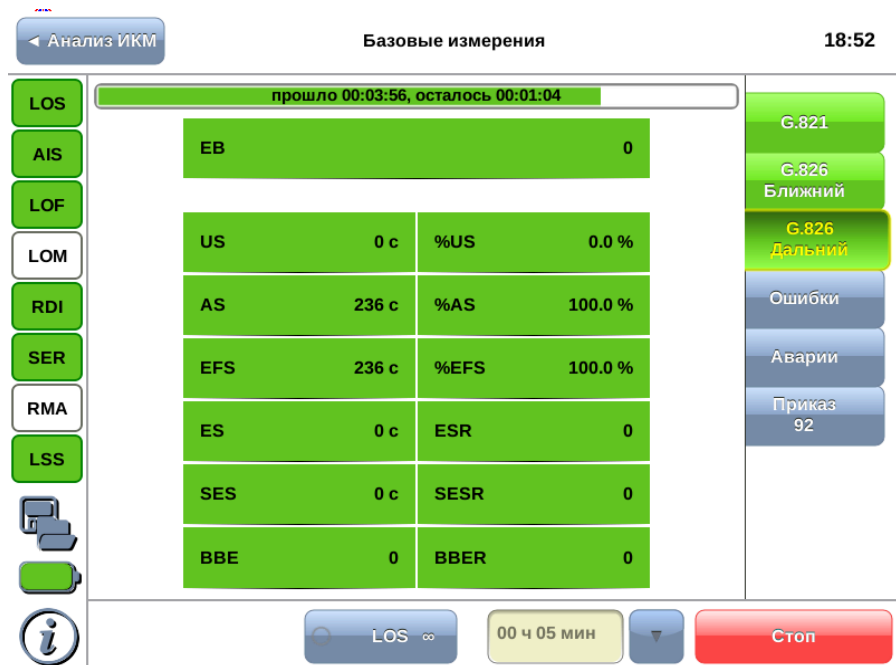 ◄ Анализ ИКМ
Базовые измерения
18:52
LOS
AIS
LOF
LOM
RDI
SER
RMA
LSS
прошло 00:03:56, осталось 00:01:04
EB 0
US 0 с %US 0.0 %
AS 236 с %AS 100.0 %
EFS 236 с %EFS 100.0 %
ES 0 с ESR 0
SES 0 с SESR 0
BBE 0 BBER 0
G.821
G.826
Ближний
G.826
Дальний
Ошибки
Аварии
Приказ
92
i
LOS ∞
00 ч 05 мин
▼
Стоп